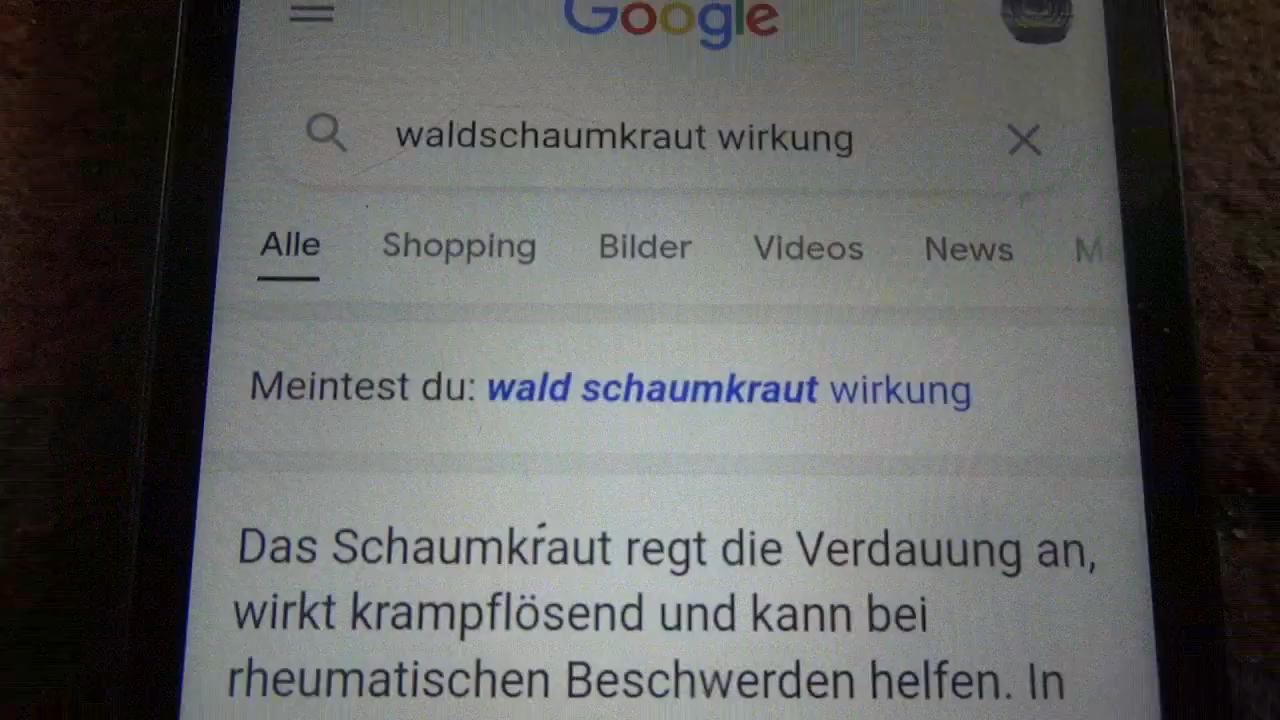 Google
waldschaumkraut wirkung
Alle Shopping Bilder Videos News M
Meintest du: wald schaumkraut wirkung
Das Schaumkraut regt die Verdauung an,
wirkt krampflösend und kann bei
rheumatischen Beschwerden helfen. In